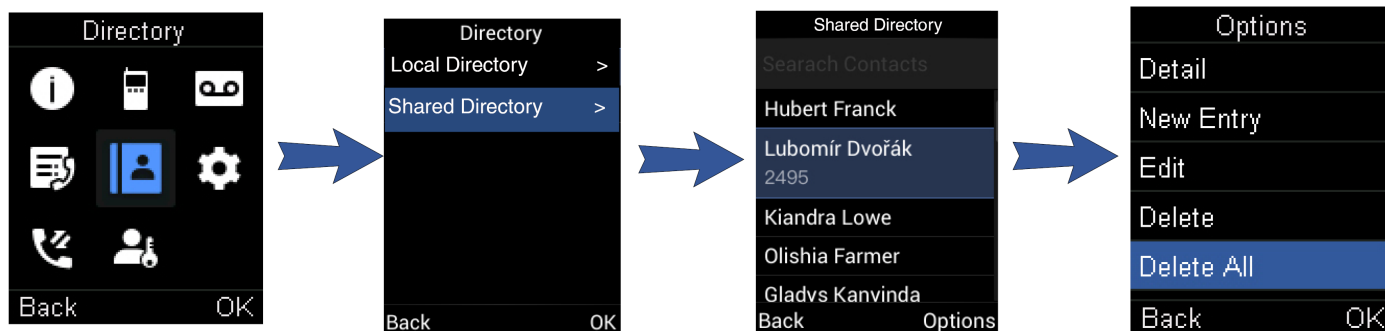 Directory
Back OK
Directory
Local Directory >
Shared Directory >
Back OK
Shared Directory
Searach Contacts
Hubert Franck
Lubomír Dvořák
2495
Kiandra Lowe
Olishia Farmer
Gladys Kanyinda
Back Options
Options
Detail
New Entry
Edit
Delete
Delete All
Back OK